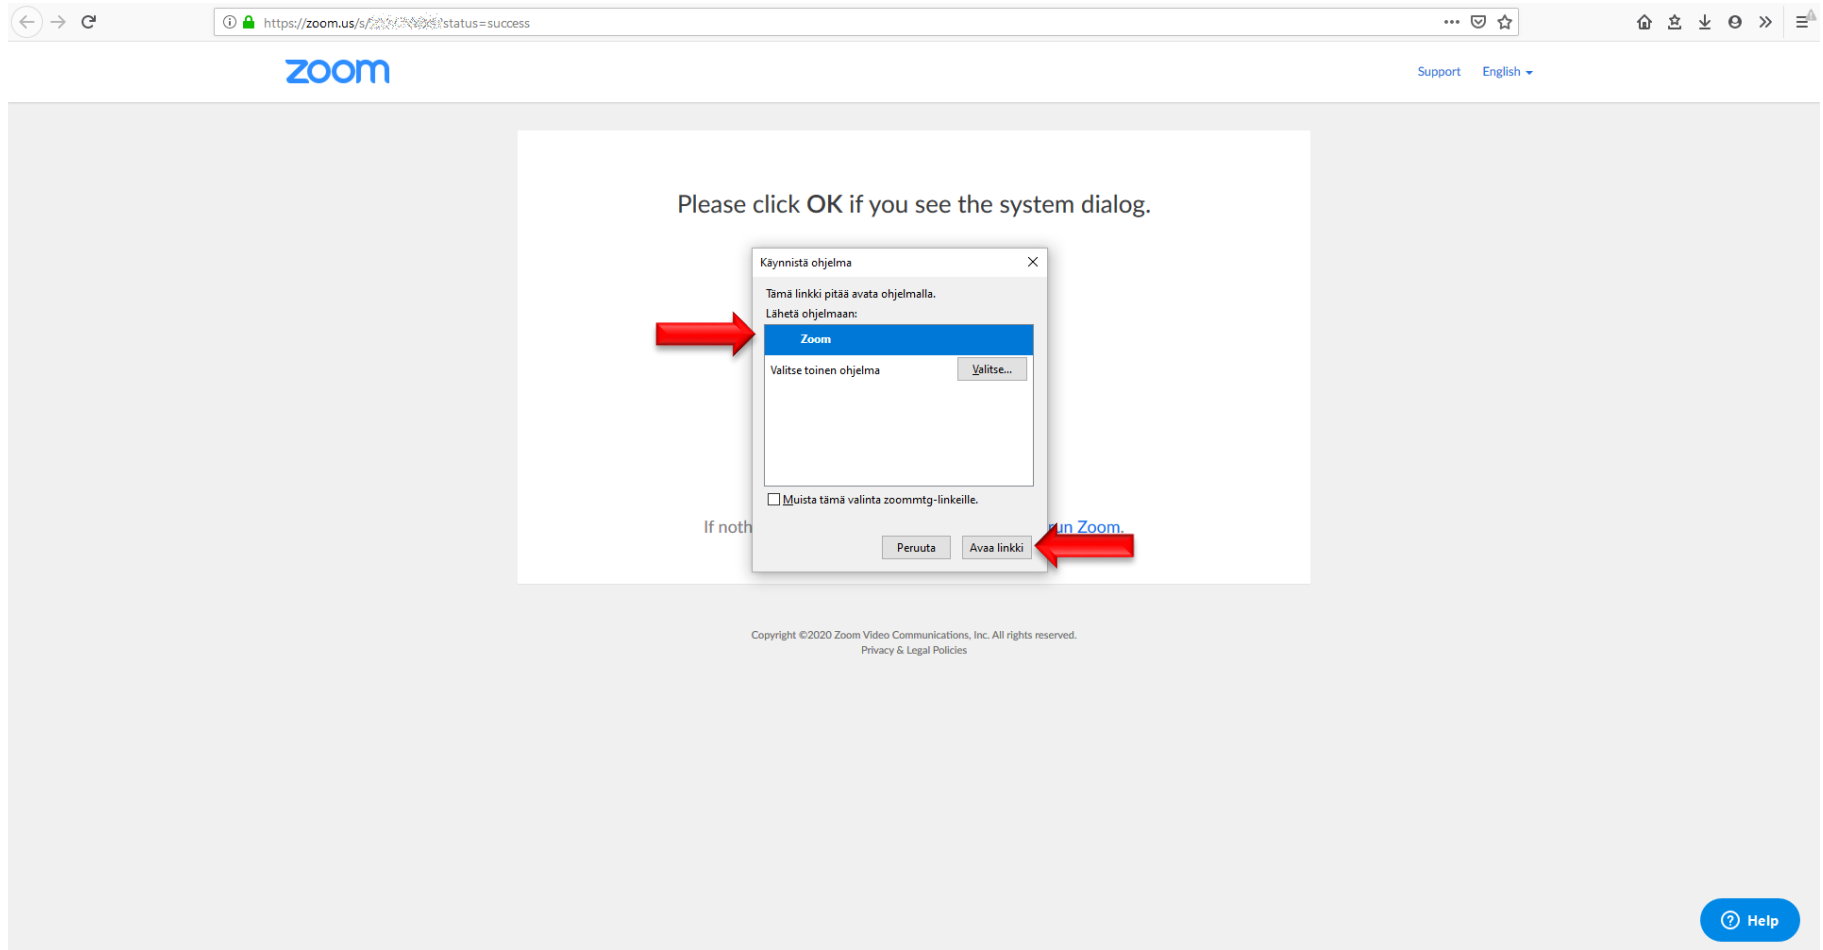 https://zoom.us/s/ status=success
zoom
Support English
Please click OK if you see the system dialog.
Käynnistä ohjelma
Tämä linkki pitää avata ohjelmalla.
Lähetä ohjelmaan:
Zoom
Valitse toinen ohjelma Valitse...
Muista tämä valinta zoommtg-linkeille.
If noth run Zoom.
Peruuta Avaa linkki
Copyright ©2020 Zoom Video Communications, Inc. All rights reserved.
Privacy & Legal Policies
Help